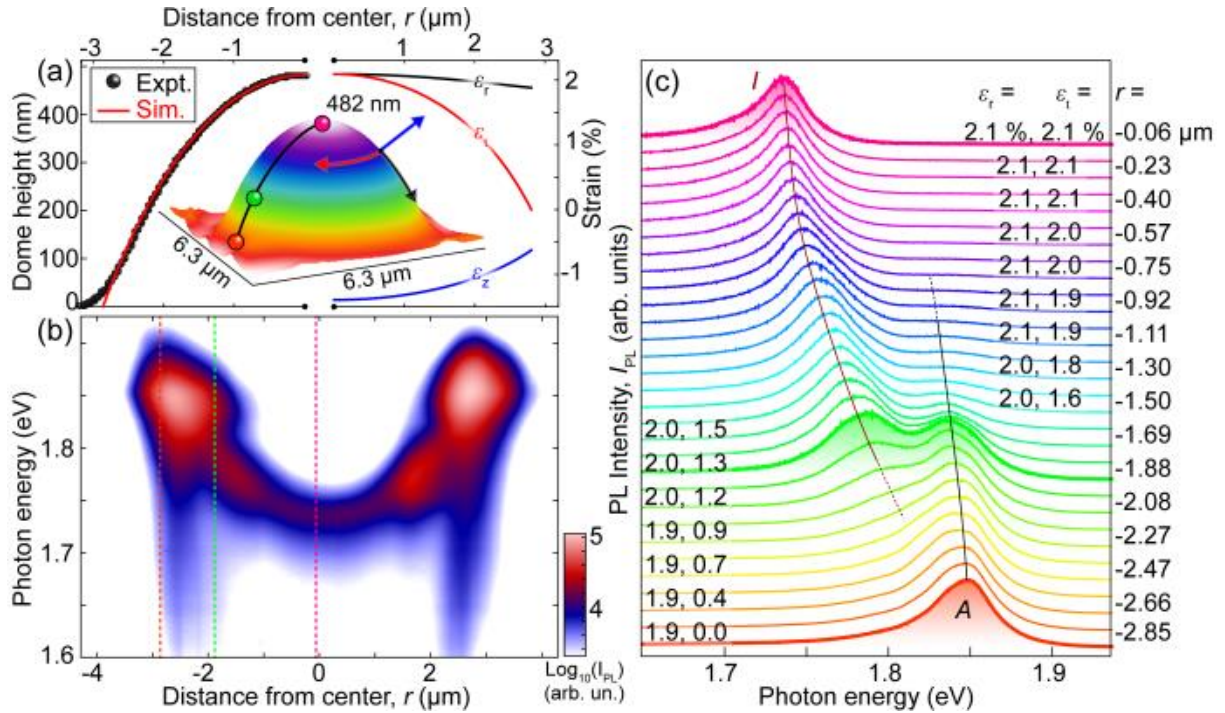 Distance from center, r (μm)
-3 -2 -1 0 1 2 3
(a)
Expt.
Sim.
482 nm
εr
εt
εz
6.3 μm
6.3 μm
Dome height (nm)
400
300
200
100
0
Strain (%)
2
1
0
-1
(b)
Photon energy (eV)
1.8
1.7
1.6
-4 -2 0 2 4
Distance from center, r (μm)
5
4
Log10(IPL)
(arb. un.)
(c)
I
A
PL Intensity, IPL (arb. units)
εr = εt = r =
2.1 %, 2.1 % -0.06 μm
-0.23
2.1, 2.1
-0.40
2.1, 2.1
-0.57
2.1, 2.0
-0.75
2.1, 2.0
-0.92
2.1, 1.9
-1.11
2.1, 1.9
-1.30
2.0, 1.8
-1.50
2.0, 1.6
-1.69
2.0, 1.5
-1.88
2.0, 1.3
-2.08
2.0, 1.2
-2.27
1.9, 0.9
-2.47
1.9, 0.7
-2.66
1.9, 0.4
-2.85
1.9, 0.0
1.7 1.8 1.9
Photon energy (eV)